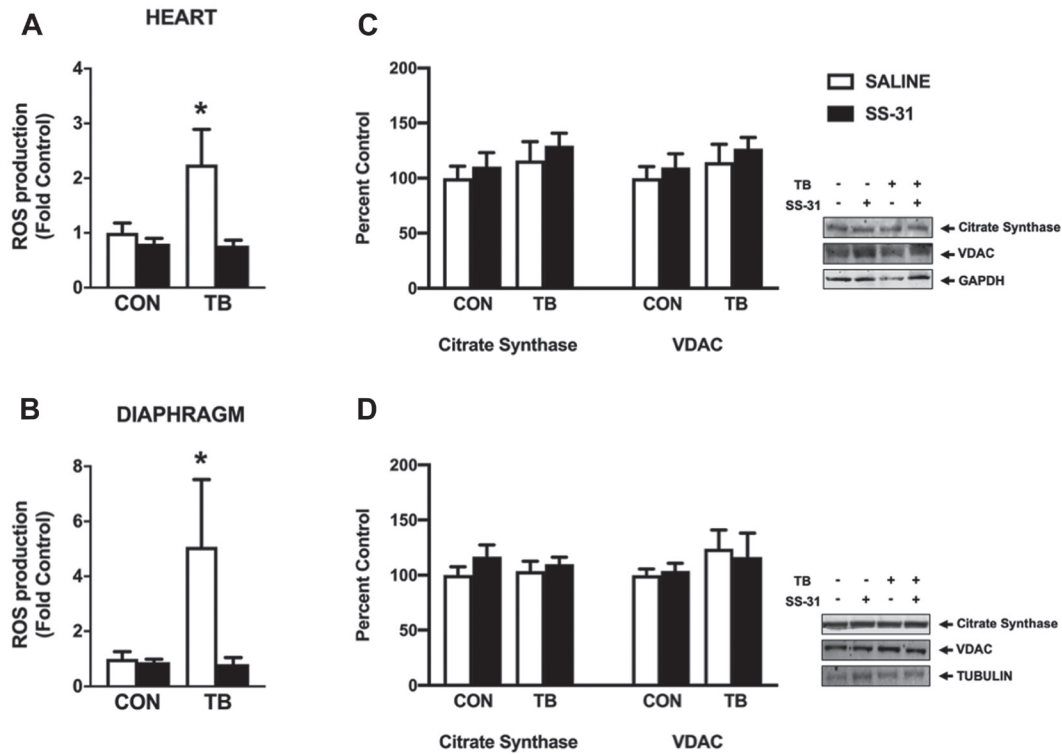 A
HEART
ROS production
(Fold Control)
4
3
2
1
0
*
CON TB
C
Percent Control
200
150
100
50
0
CON TB CON TB
Citrate Synthase VDAC
SALINE
SS-31
TB - - + +
SS-31 - + - +
Citrate Synthase
VDAC
GAPDH
B
DIAPHRAGM
ROS production
(Fold Control)
8
6
4
2
0
*
CON TB
D
Percent Control
200
150
100
50
0
CON TB CON TB
Citrate Synthase VDAC
TB - - + +
SS-31 - + - +
Citrate Synthase
VDAC
TUBULIN